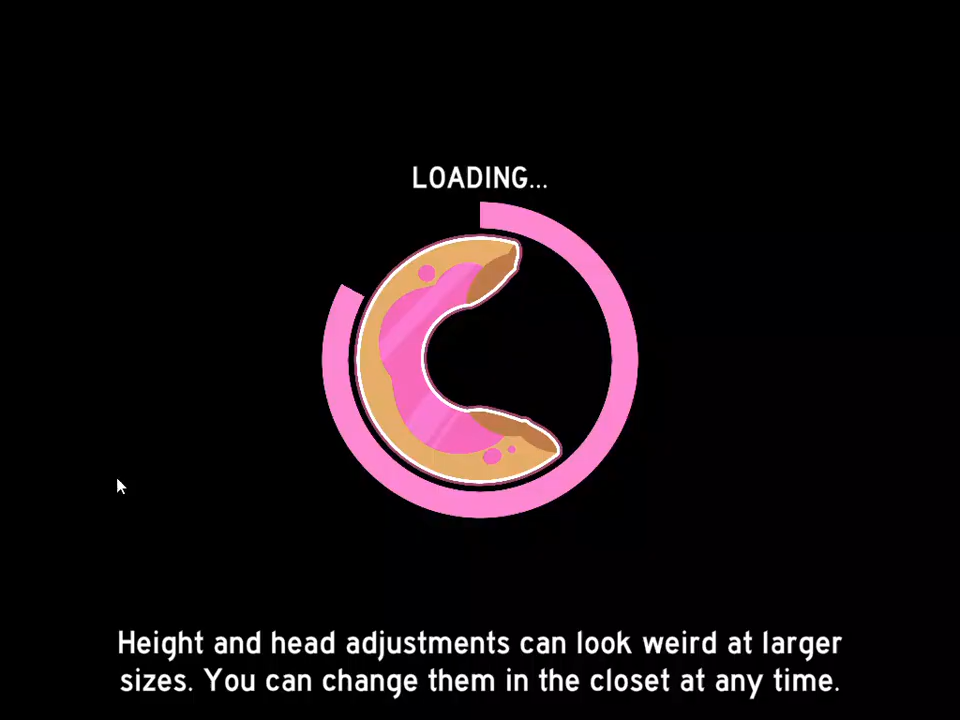 LOADING...
Height and head adjustments can look weird at larger
sizes. You can change them in the closet at any time.